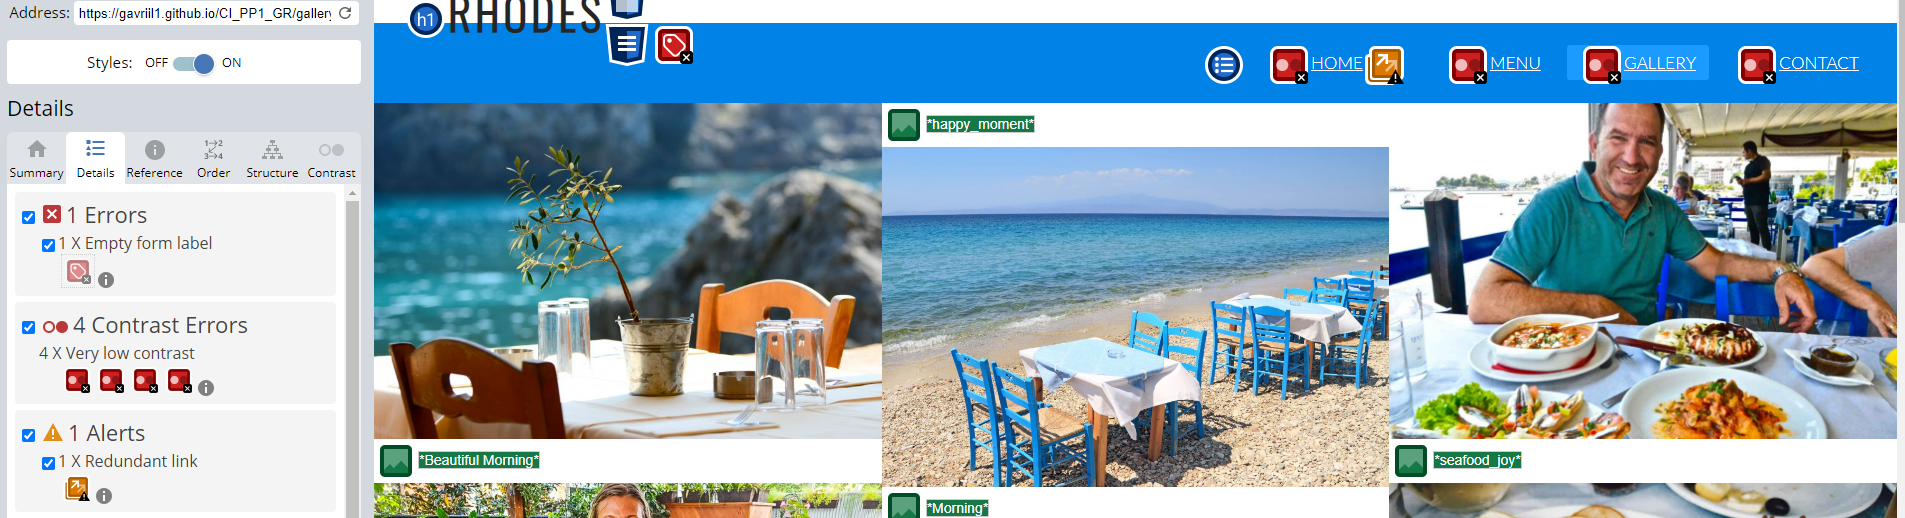 Address: https://gavriil1.github.io/CI_PP1_GR/gallery
Styles: OFF ON
Details
Summary Details Reference Order Structure Contrast
1 Errors
1 X Empty form label
4 Contrast Errors
4 X Very low contrast
1 Alerts
1 X Redundant link
h1 RHODES
HOME MENU GALLERY CONTACT
*happy_moment*
*Beautiful Morning*
*seafood_joy*
*Morning*